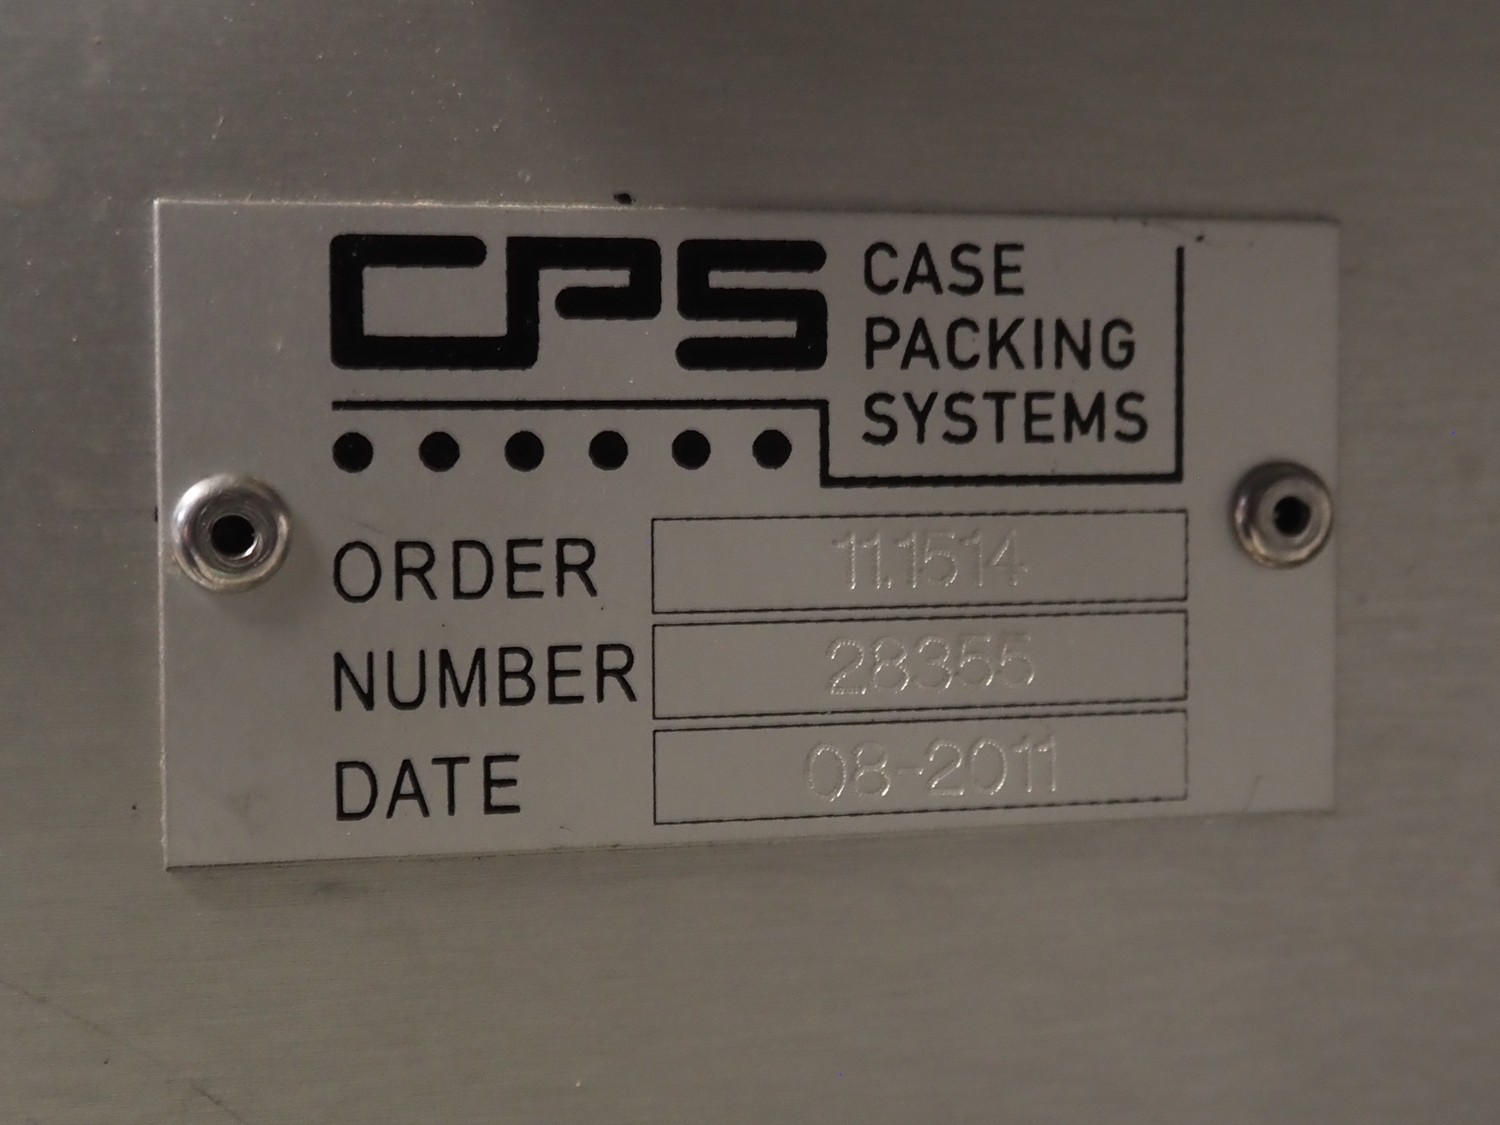 CPS
CASE
PACKING
SYSTEMS
ORDER 11.1514
NUMBER 28355
DATE 08-2011